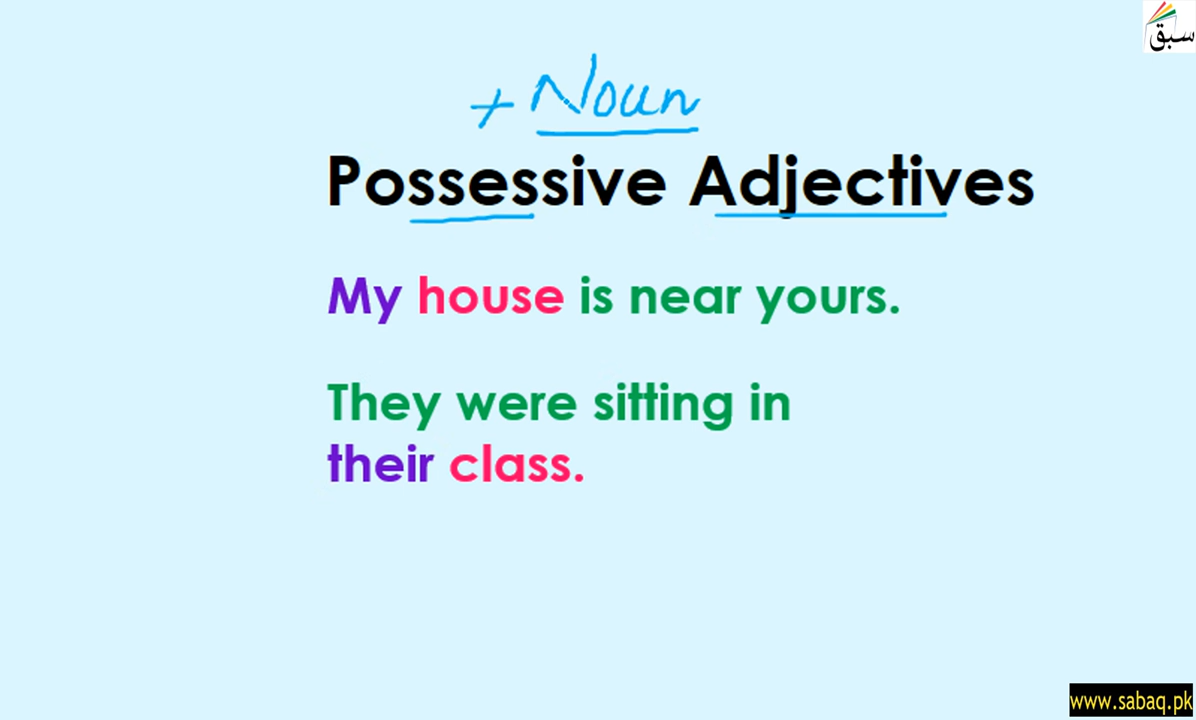 سبق
+ Noun
Possessive Adjectives
My house is near yours.
They were sitting in
their class.
www.sabaq.pk